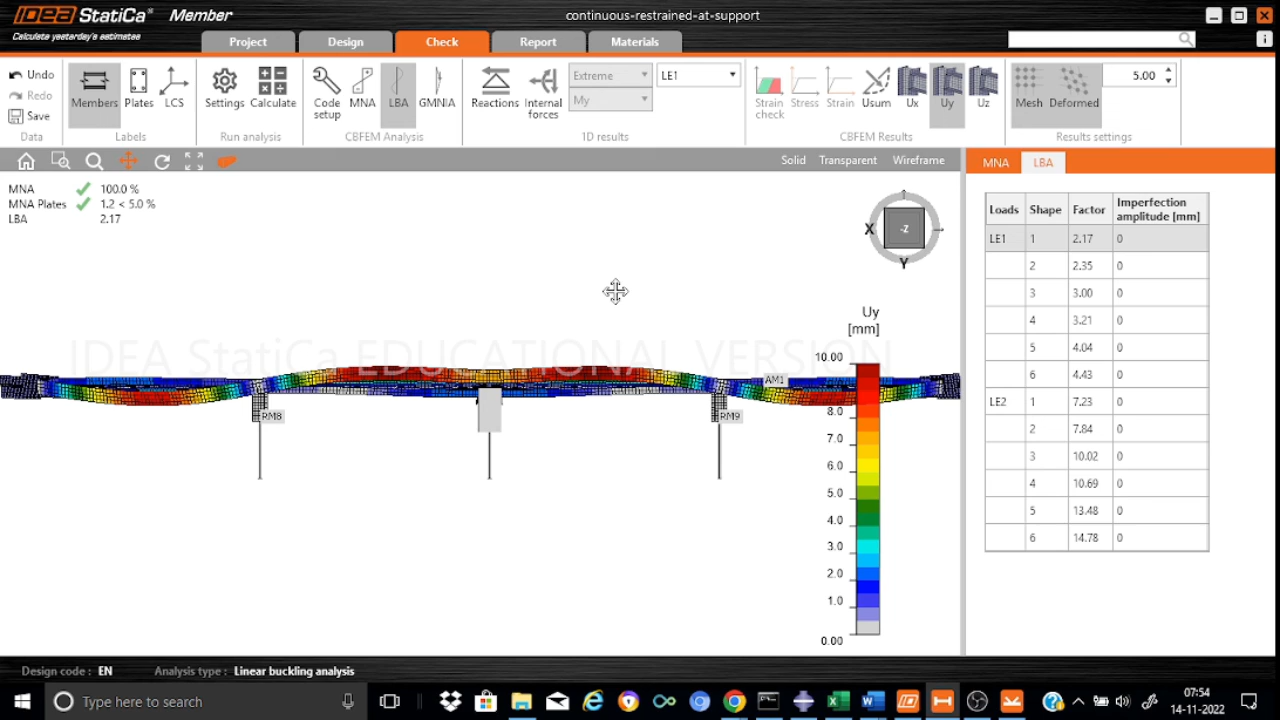 IDEA StatiCa® Member
Calculate yesterday's estimates
continuous-restrained-at-support
Project Design Check Report Materials
Undo
Redo
Save
Data
Members Plates LCS
Labels
Settings Calculate
Run analysis
Code setup MNA LBA GMNIA
CBFEM Analysis
Reactions Internal forces
Extreme LE1
My
1D results
Strain check Stress Strain Usum Ux Uy Uz
CBFEM Results
Mesh Deformed 5.00
Results settings
Solid Transparent Wireframe
MNA LBA
MNA 100.0 %
MNA Plates 1.2 < 5.0 %
LBA 2.17
X -Z
Y
Uy
[mm]
10.00
8.0
7.0
6.0
5.0
4.0
3.0
2.0
1.0
0.00
IDEA StatiCa EDUCATIONAL VERSION
AM1
RM8
RM9
Loads Shape Factor Imperfection amplitude [mm]
LE1 1 2.17 0
2 2.35 0
3 3.00 0
4 3.21 0
5 4.04 0
6 4.43 0
LE2 1 7.23 0
2 7.84 0
3 10.02 0
4 10.69 0
5 13.48 0
6 14.78 0
Design code : EN Analysis type : Linear buckling analysis
Type here to search
07:54
14-11-2022